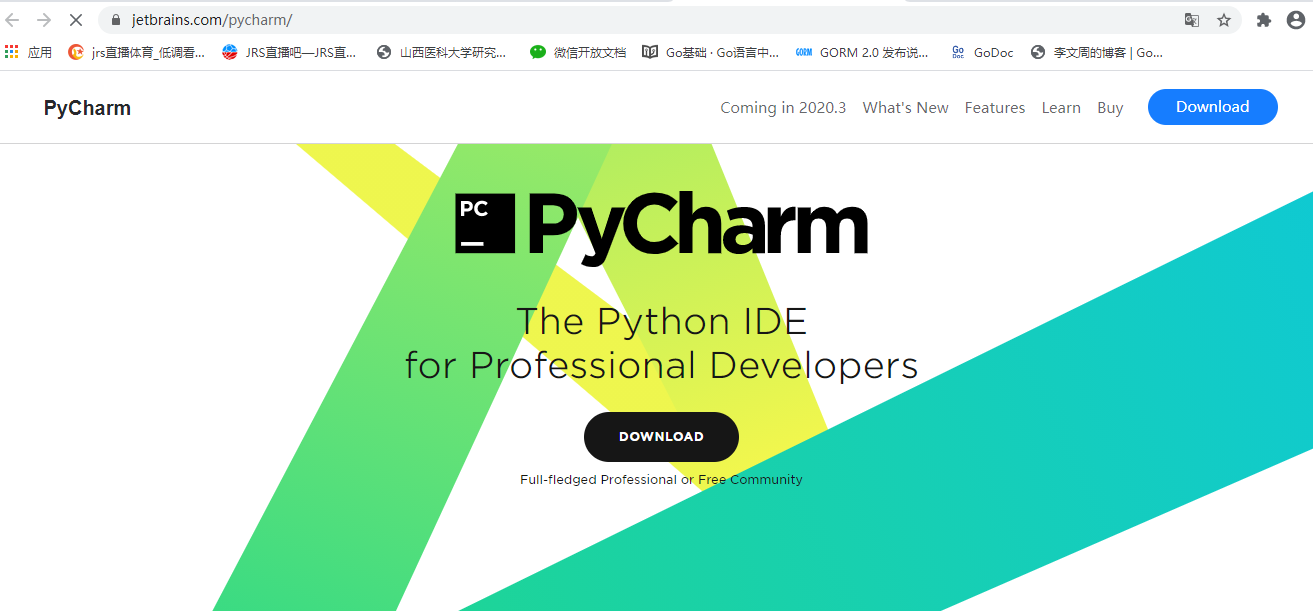 jetbrains.com/pycharm/
应用 jrs直播体育_低调看... JRS直播吧—JRS直... 山西医科大学研究... 微信开放文档 Go基础 · Go语言中... GORM GORM 2.0 发布说... Go DOC GoDoc 李文周的博客 | Go...
PyCharm Coming in 2020.3 What's New Features Learn Buy Download
PC PyCharm
The Python IDE
for Professional Developers
DOWNLOAD
Full-fledged Professional or Free Community